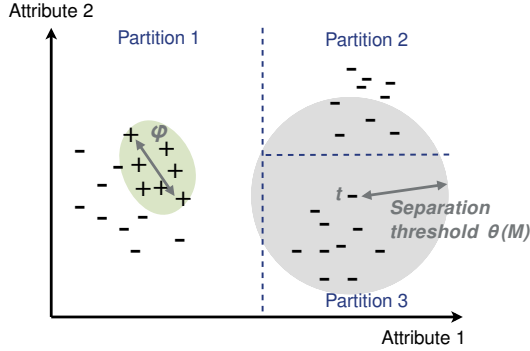 Attribute 2
Partition 1
Partition 2
φ
t
Separation
threshold θ(M)
Partition 3
Attribute 1